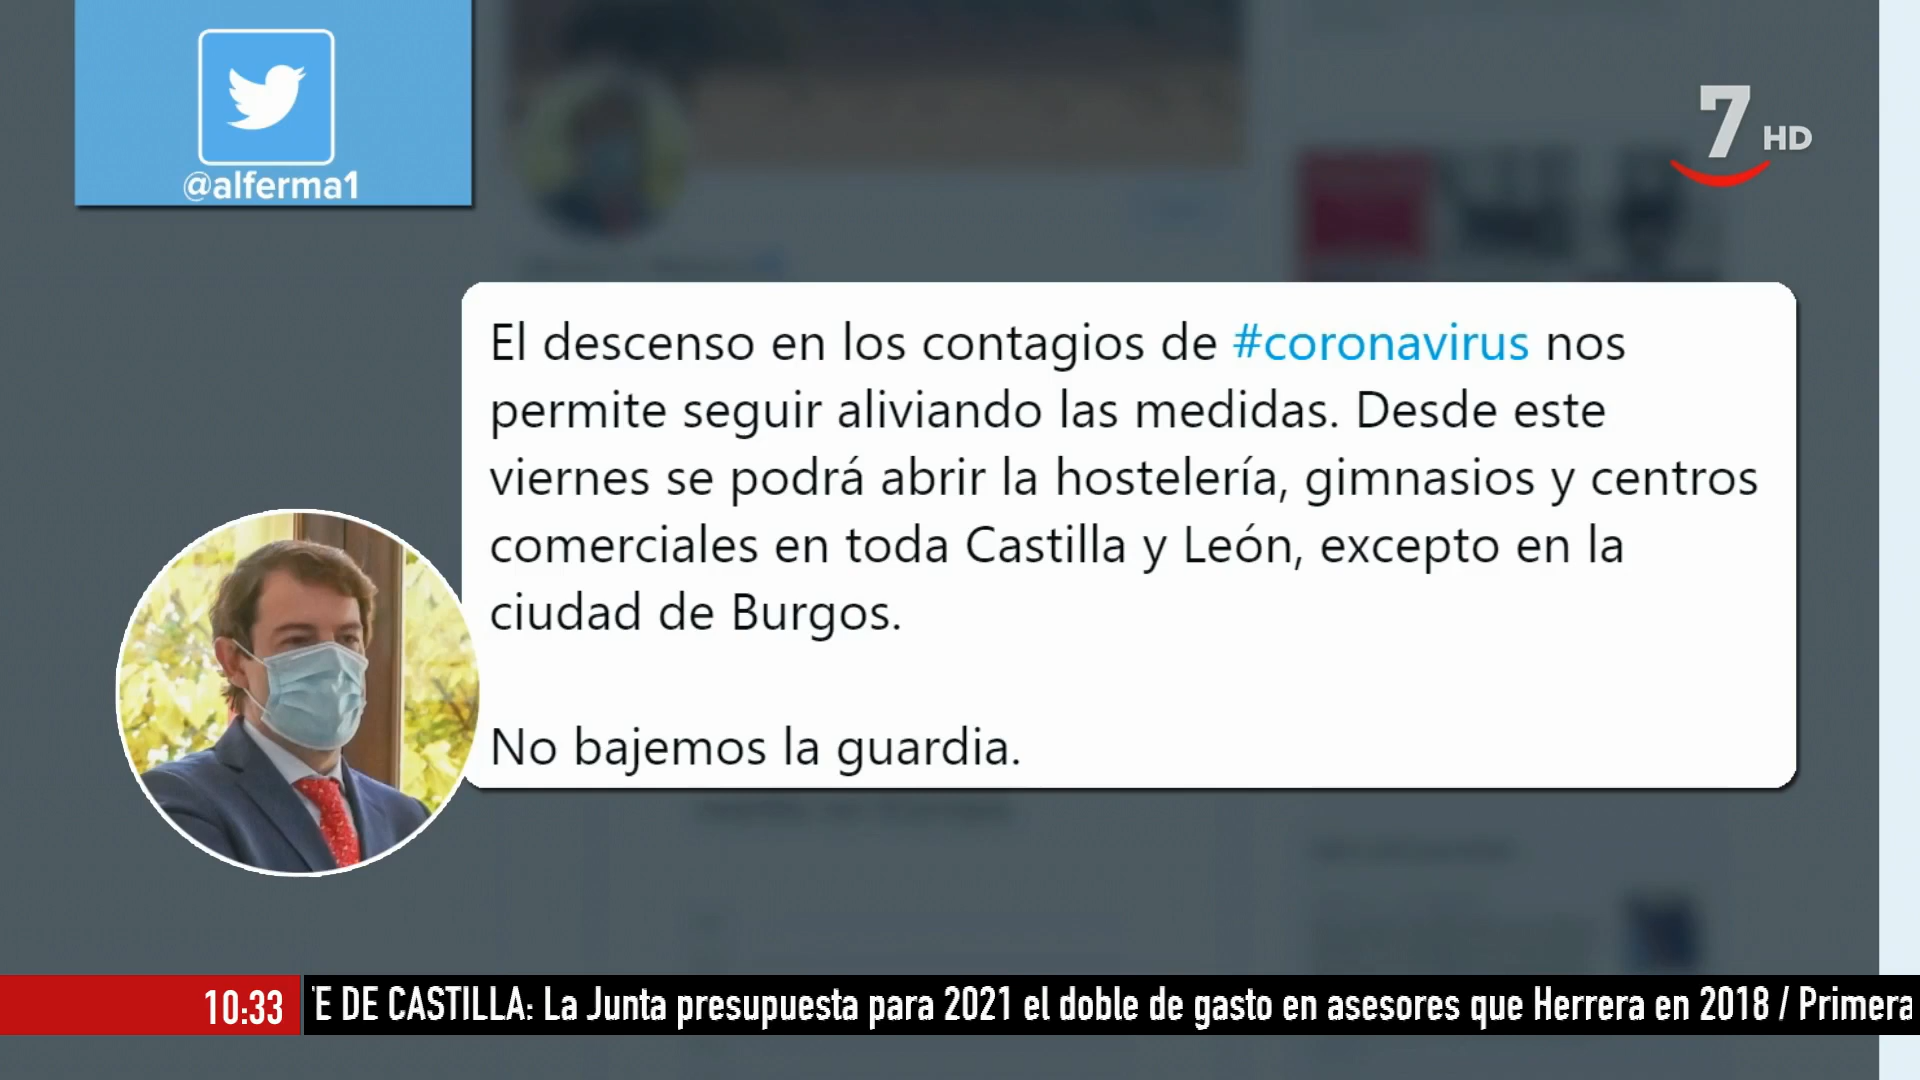 @alferma1
7 HD
El descenso en los contagios de #coronavirus nos
permite seguir aliviando las medidas. Desde este
viernes se podrá abrir la hostelería, gimnasios y centros
comerciales en toda Castilla y León, excepto en la
ciudad de Burgos.
No bajemos la guardia.
10:33
E DE CASTILLA: La Junta presupuesta para 2021 el doble de gasto en asesores que Herrera en 2018 / Primera